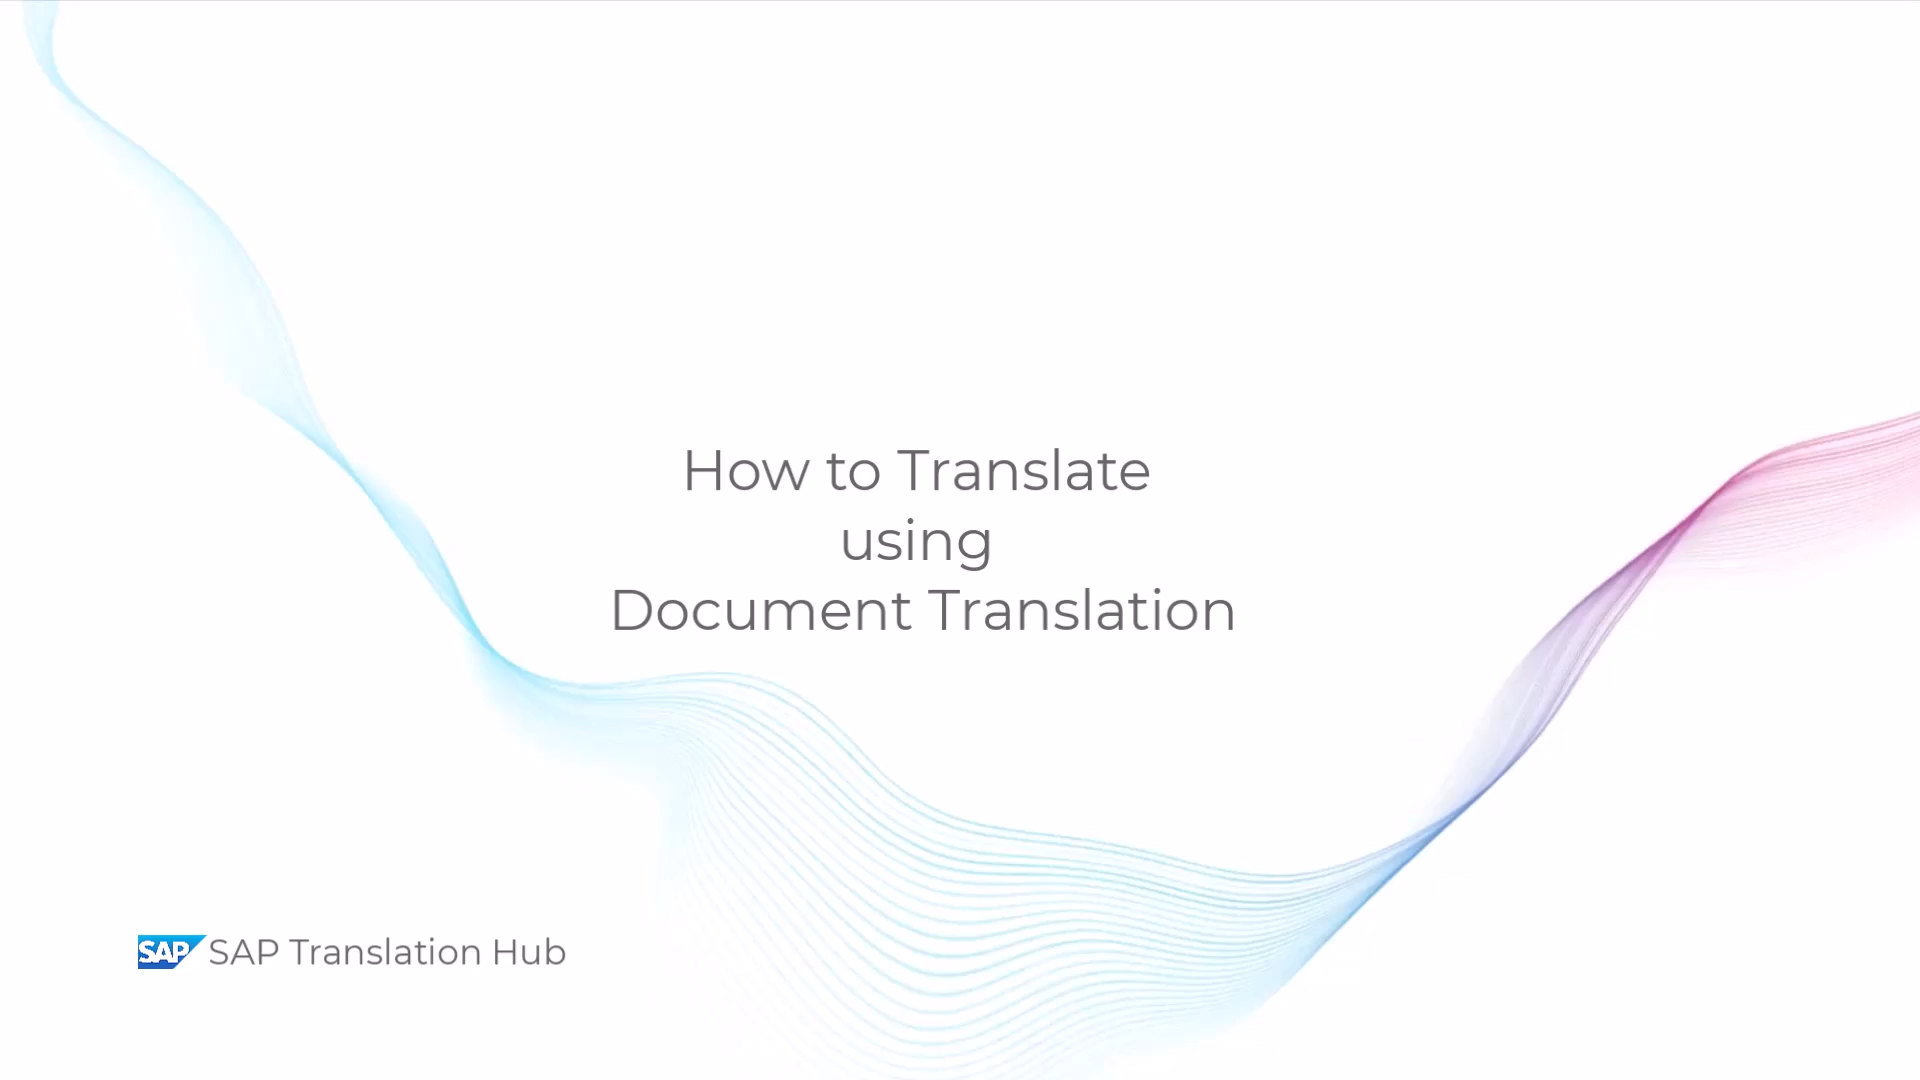 How to Translate
using
Document Translation
SAP SAP Translation Hub